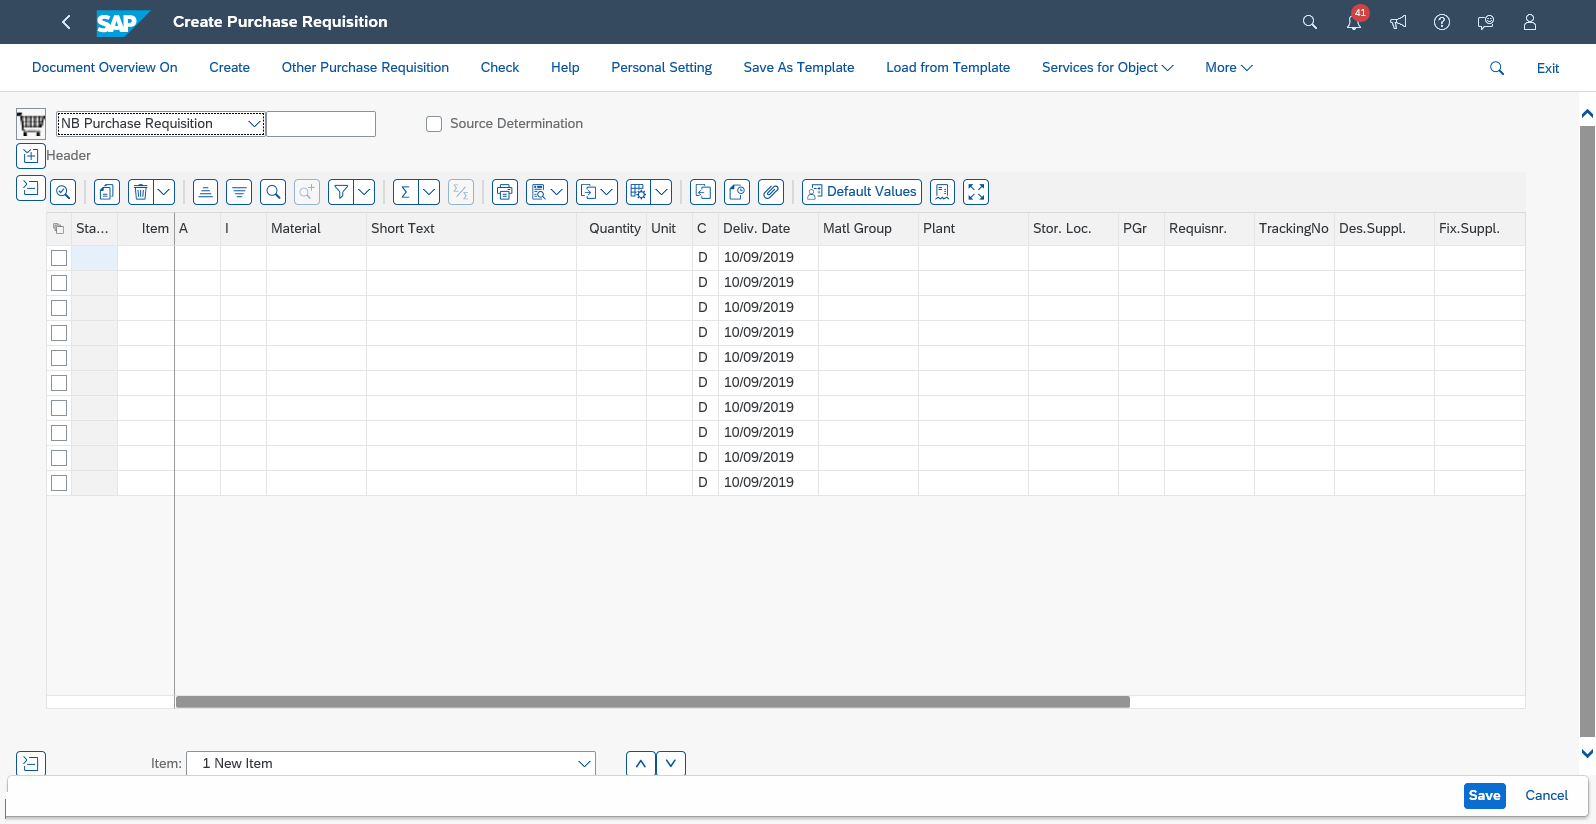 SAP Create Purchase Requisition 41
Document Overview On Create Other Purchase Requisition Check Help Personal Setting Save As Template Load from Template Services for Object More Exit
NB Purchase Requisition Source Determination
Header
Default Values
Sta... Item A I Material Short Text Quantity Unit C Deliv. Date Matl Group Plant Stor. Loc. PGr Requisnr. TrackingNo Des.Suppl. Fix.Suppl.
D 10/09/2019
D 10/09/2019
D 10/09/2019
D 10/09/2019
D 10/09/2019
D 10/09/2019
D 10/09/2019
D 10/09/2019
D 10/09/2019
D 10/09/2019
Item: 1 New Item
Save Cancel